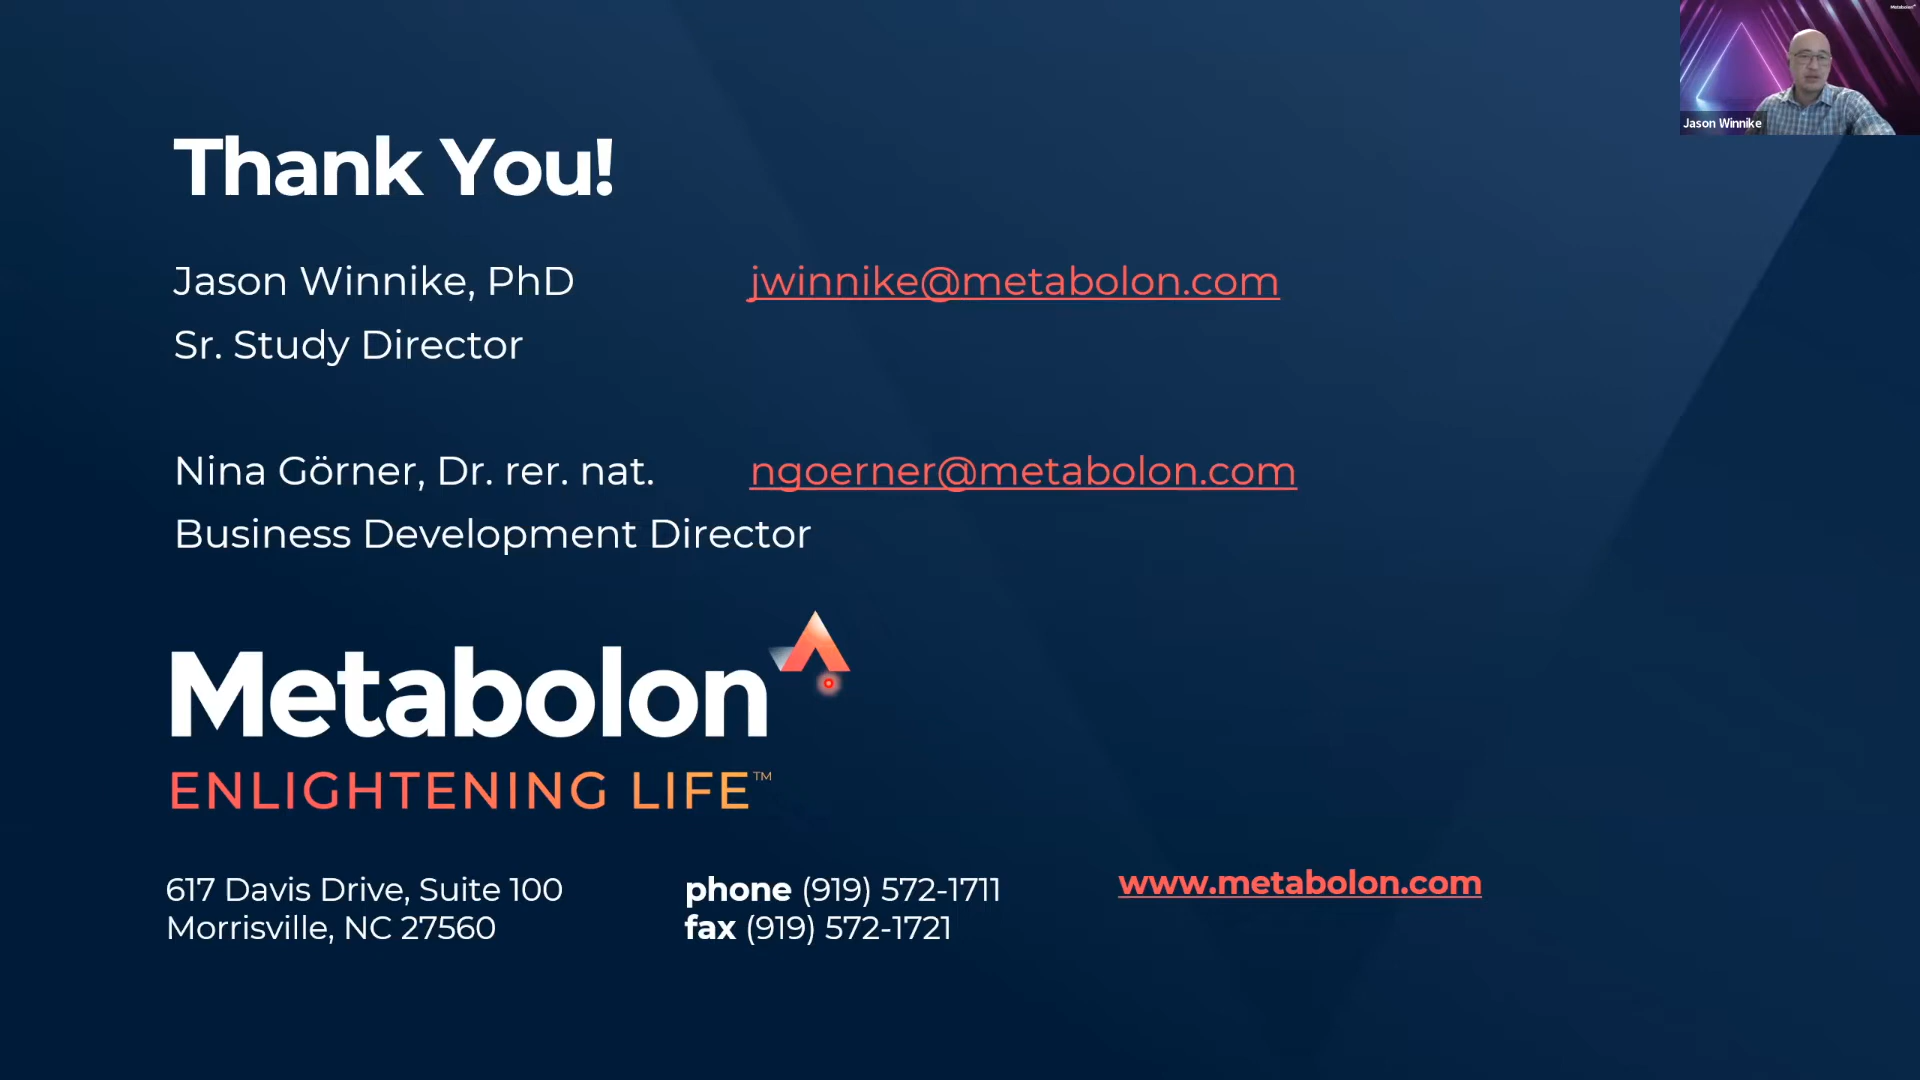 Metabolon
Jason Winnike
Thank You!
Jason Winnike, PhD jwinnike@metabolon.com
Sr. Study Director
Nina Görner, Dr. rer. nat. ngoerner@metabolon.com
Business Development Director
Metabolon
ENLIGHTENING LIFE™
617 Davis Drive, Suite 100 phone (919) 572-1711 www.metabolon.com
Morrisville, NC 27560 fax (919) 572-1721